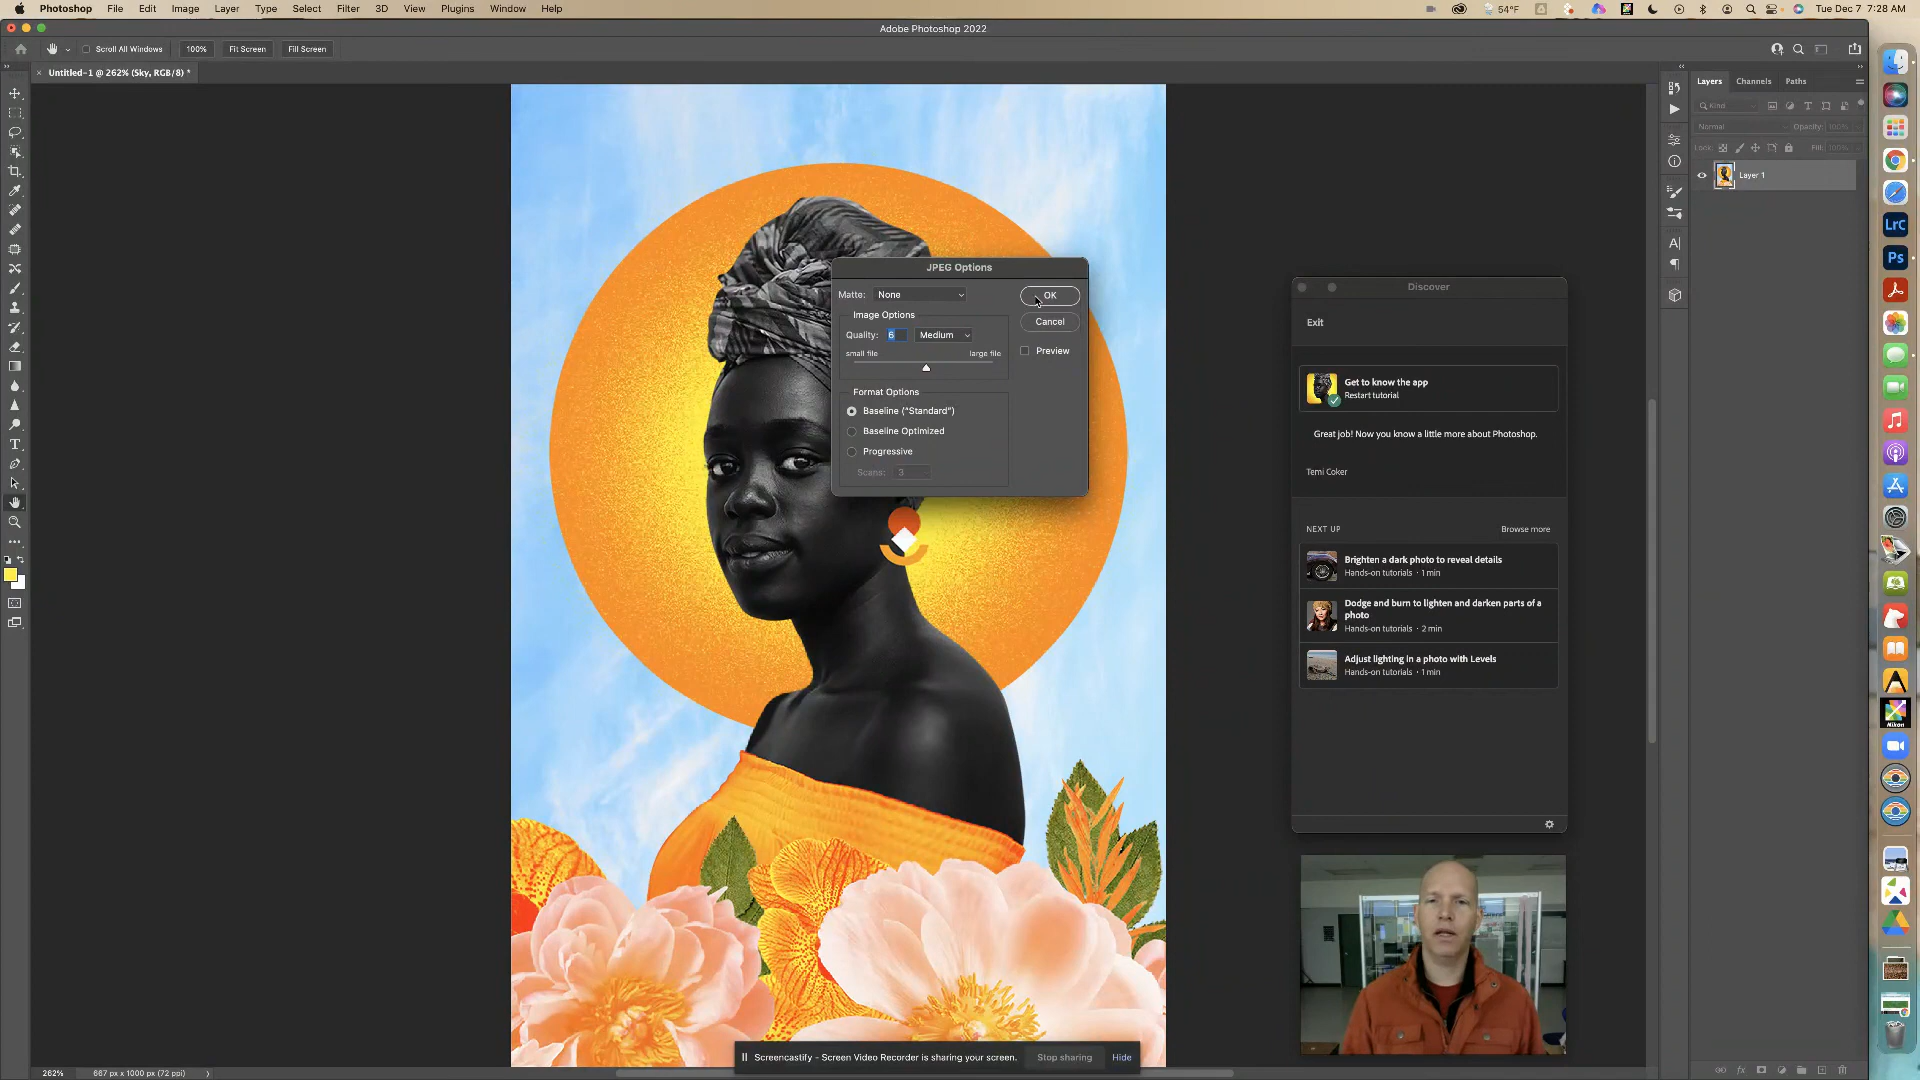 Photoshop File Edit Image Layer Type Select Filter 3D View Plugins Window Help 54°F Tue Dec 7 7:28 AM
Adobe Photoshop 2022
Scroll All Windows 100% Fit Screen Fill Screen
× Untitled-1 @ 262% (Sky, RGB/8) *
Layers Channels Paths
Kind
Normal Opacity: 100%
Lock: Fill: 100%
Layer 1
JPEG Options
Matte: None OK
Image Options
Cancel
Quality: 6 Medium
Preview
small file large file
Format Options
Baseline ("Standard")
Baseline Optimized
Progressive
Scans: 3
Discover
Exit
Get to know the app
Restart tutorial
Great job! Now you know a little more about Photoshop.
Temi Coker
NEXT UP Browse more
Brighten a dark photo to reveal details
Hands-on tutorials · 1 min
Dodge and burn to lighten and darken parts of a
photo
Hands-on tutorials · 2 min
Adjust lighting in a photo with Levels
Hands-on tutorials · 1 min
LrC
Ps
Nikon
Screencastify - Screen Video Recorder is sharing your screen. Stop sharing Hide
262% 667 px x 1000 px (72 ppi)